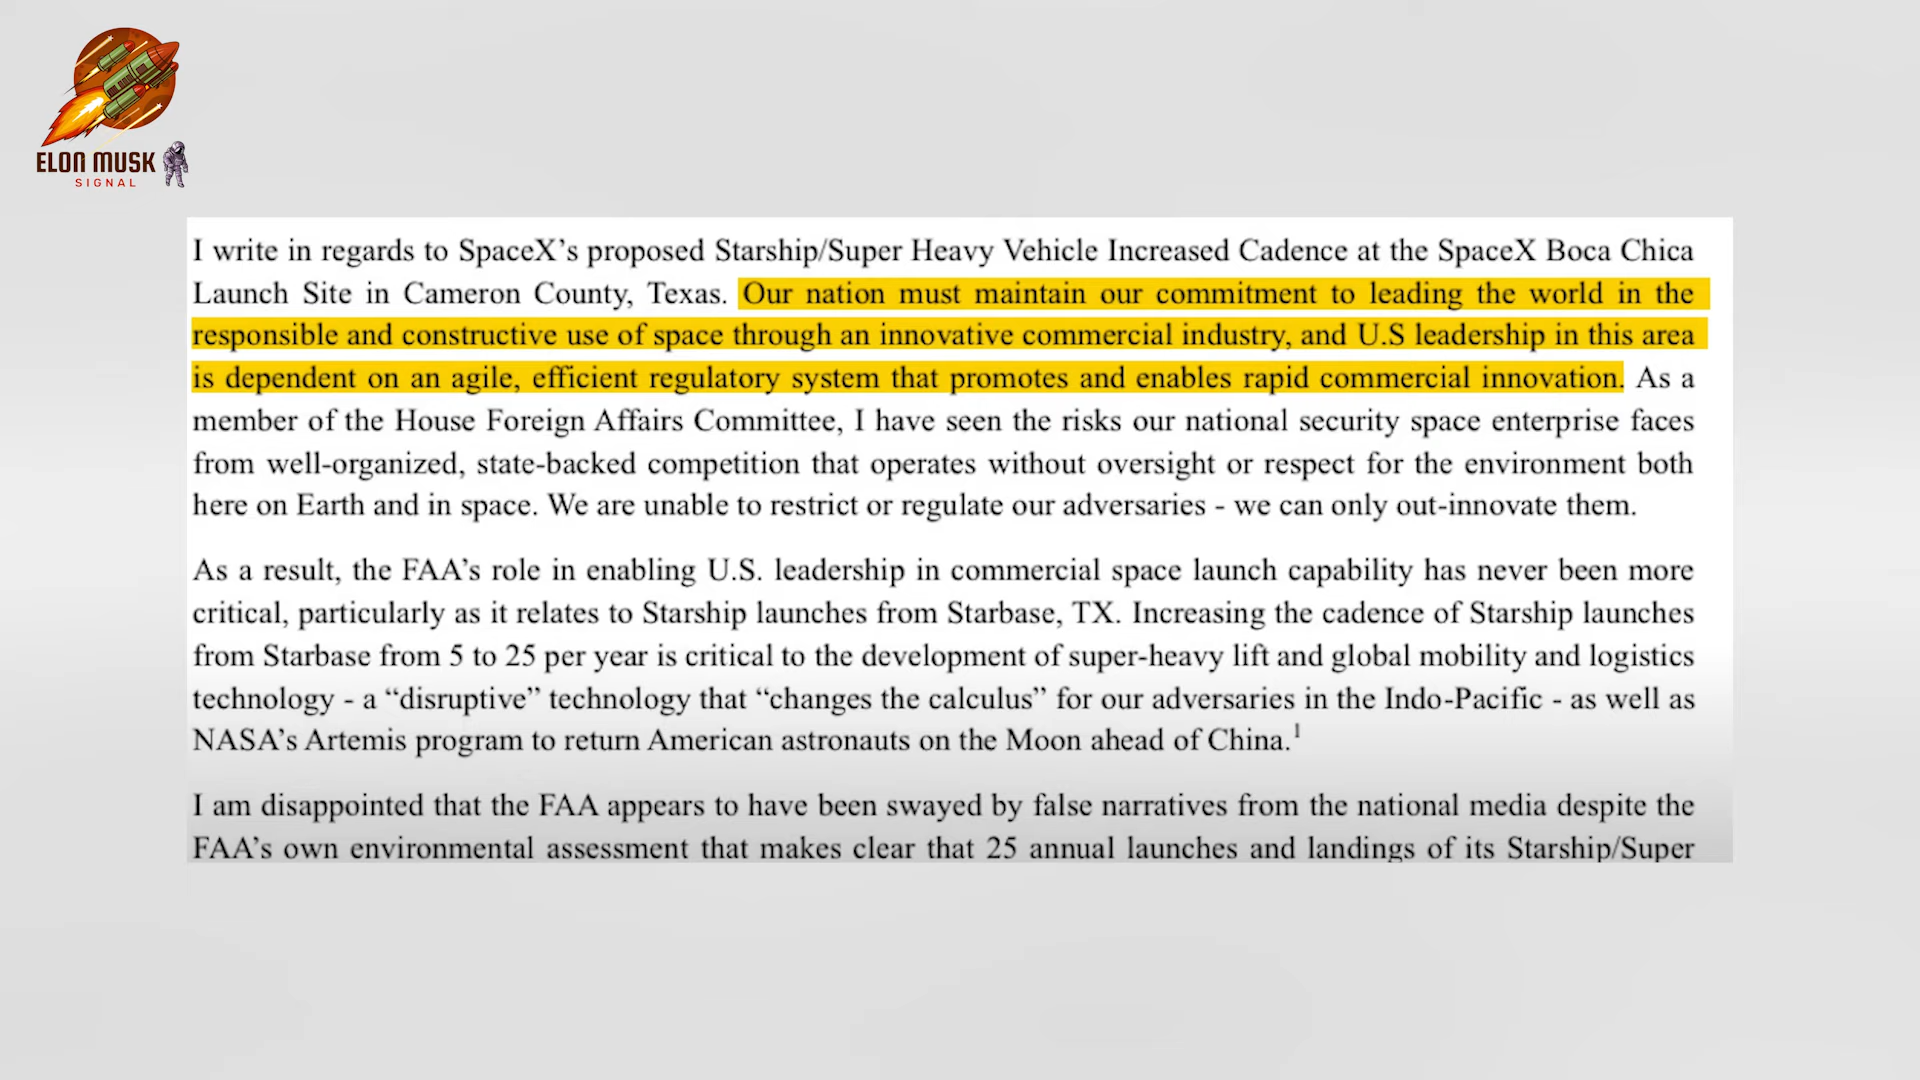 ELON MUSK
SIGNAL
I write in regards to SpaceX’s proposed Starship/Super Heavy Vehicle Increased Cadence at the SpaceX Boca Chica
Launch Site in Cameron County, Texas. Our nation must maintain our commitment to leading the world in the
responsible and constructive use of space through an innovative commercial industry, and U.S leadership in this area
is dependent on an agile, efficient regulatory system that promotes and enables rapid commercial innovation. As a
member of the House Foreign Affairs Committee, I have seen the risks our national security space enterprise faces
from well-organized, state-backed competition that operates without oversight or respect for the environment both
here on Earth and in space. We are unable to restrict or regulate our adversaries - we can only out-innovate them.
As a result, the FAA’s role in enabling U.S. leadership in commercial space launch capability has never been more
critical, particularly as it relates to Starship launches from Starbase, TX. Increasing the cadence of Starship launches
from Starbase from 5 to 25 per year is critical to the development of super-heavy lift and global mobility and logistics
technology - a “disruptive” technology that “changes the calculus” for our adversaries in the Indo-Pacific - as well as
NASA’s Artemis program to return American astronauts on the Moon ahead of China.¹
I am disappointed that the FAA appears to have been swayed by false narratives from the national media despite the
FAA’s own environmental assessment that makes clear that 25 annual launches and landings of its Starship/Super